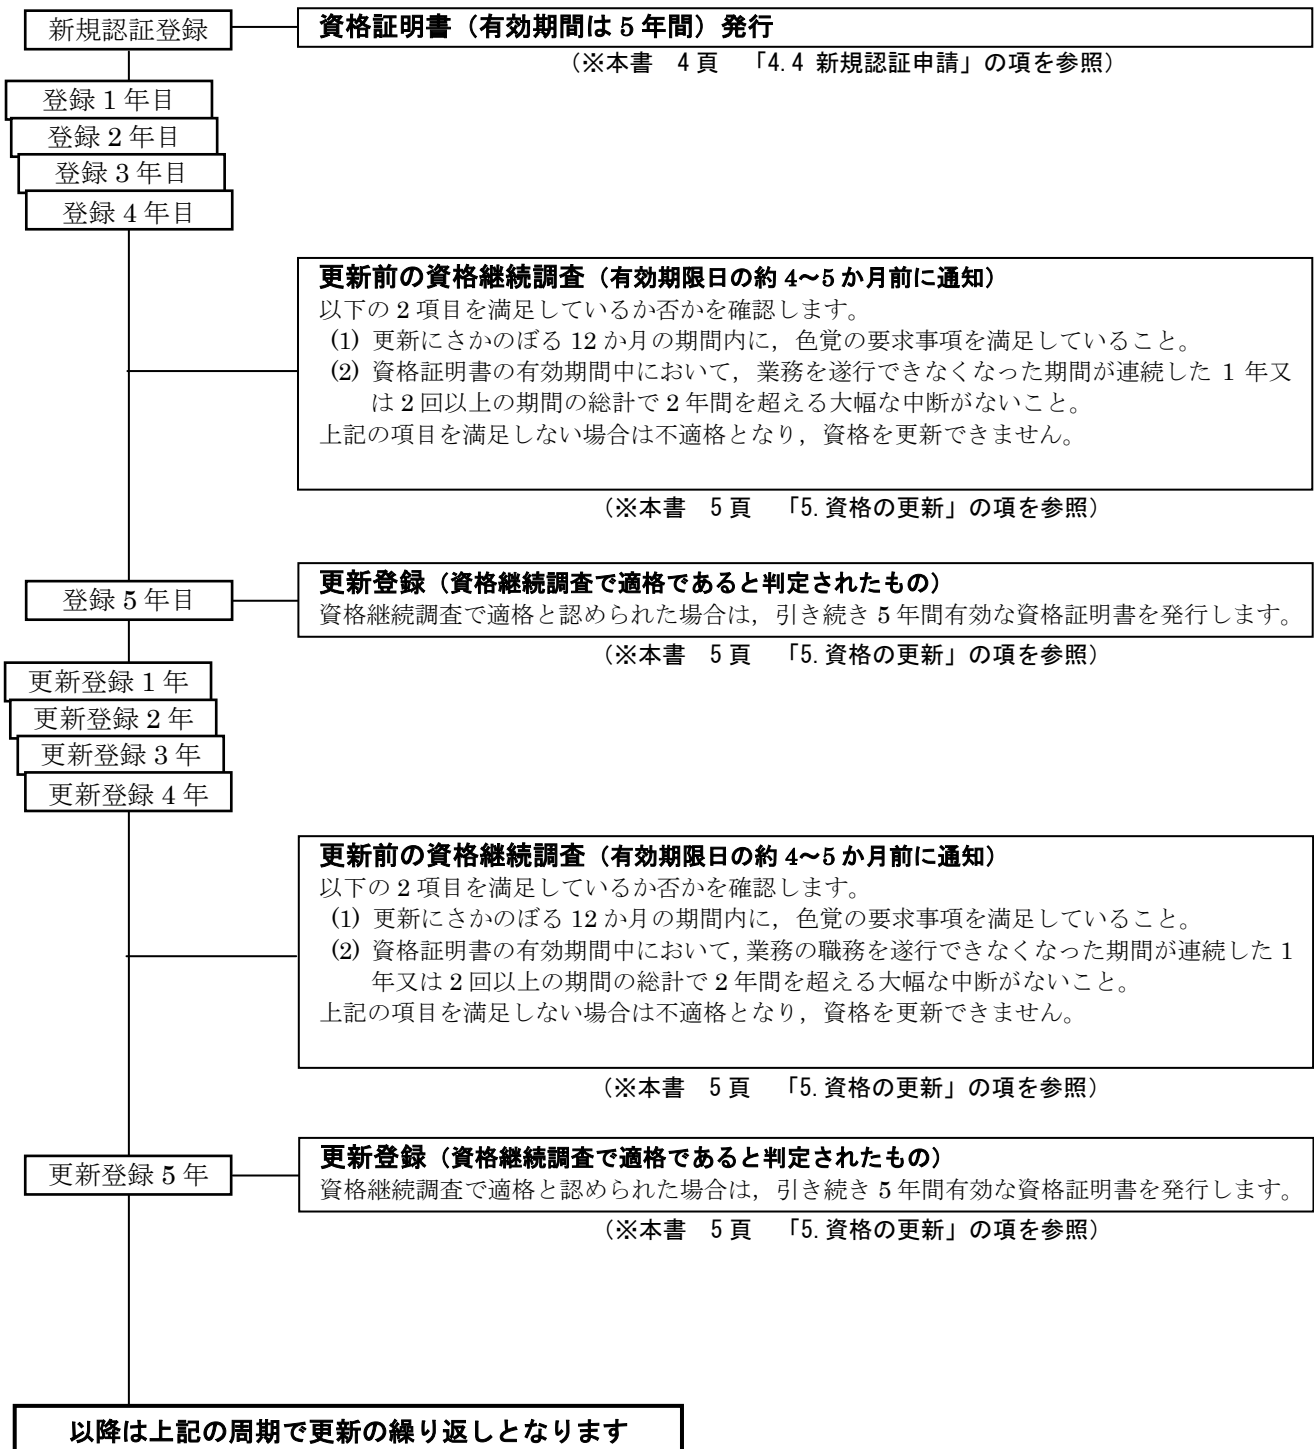 新規認証登録
資格証明書（有効期間は 5 年間）発行
（※本書　4 頁　「4.4 新規認証申請」の項を参照）
登録 1 年目
登録 2 年目
登録 3 年目
登録 4 年目
更新前の資格継続調査（有効期限日の約 4～5 か月前に通知）
以下の 2 項目を満足しているか否かを確認します。
(1) 更新にさかのぼる 12 か月の期間内に，色覚の要求事項を満足していること。
(2) 資格証明書の有効期間中において，業務を遂行できなくなった期間が連続した 1 年又
は 2 回以上の期間の総計で 2 年間を超える大幅な中断がないこと。
上記の項目を満足しない場合は不適格となり，資格を更新できません。
（※本書　5 頁　「5.資格の更新」の項を参照）
登録 5 年目
更新登録（資格継続調査で適格であると判定されたもの）
資格継続調査で適格と認められた場合は，引き続き 5 年間有効な資格証明書を発行します。
（※本書　5 頁　「5.資格の更新」の項を参照）
更新登録 1 年
更新登録 2 年
更新登録 3 年
更新登録 4 年
更新前の資格継続調査（有効期限日の約 4～5 か月前に通知）
以下の 2 項目を満足しているか否かを確認します。
(1) 更新にさかのぼる 12 か月の期間内に，色覚の要求事項を満足していること。
(2) 資格証明書の有効期間中において，業務の職務を遂行できなくなった期間が連続した 1
年又は 2 回以上の期間の総計で 2 年間を超える大幅な中断がないこと。
上記の項目を満足しない場合は不適格となり，資格を更新できません。
（※本書　5 頁　「5.資格の更新」の項を参照）
更新登録 5 年
更新登録（資格継続調査で適格であると判定されたもの）
資格継続調査で適格と認められた場合は，引き続き 5 年間有効な資格証明書を発行します。
（※本書　5 頁　「5.資格の更新」の項を参照）
以降は上記の周期で更新の繰り返しとなります